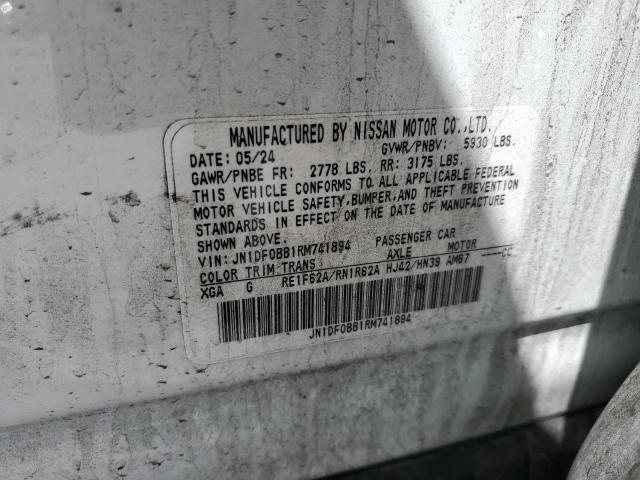 MANUFACTURED BY NISSAN MOTOR CO.,LTD.
DATE: 05/24 GVWR/PNBV: 5930 LBS.
GAWR/PNBE FR: 2778 LBS, RR: 3175 LBS.
THIS VEHICLE CONFORMS TO ALL APPLICABLE FEDERAL
MOTOR VEHICLE SAFETY,BUMPER,AND THEFT PREVENTION
STANDARDS IN EFFECT ON THE DATE OF MANUFACTURE
SHOWN ABOVE.
VIN: JN1DF0BB1RM741894 PASSENGER CAR
COLOR TRIM TRANS AXLE MOTOR
XGA G RE1F62A/RN1R62A HJ42/HN39 AM67 ----CC
JN1DF0BB1RM741894